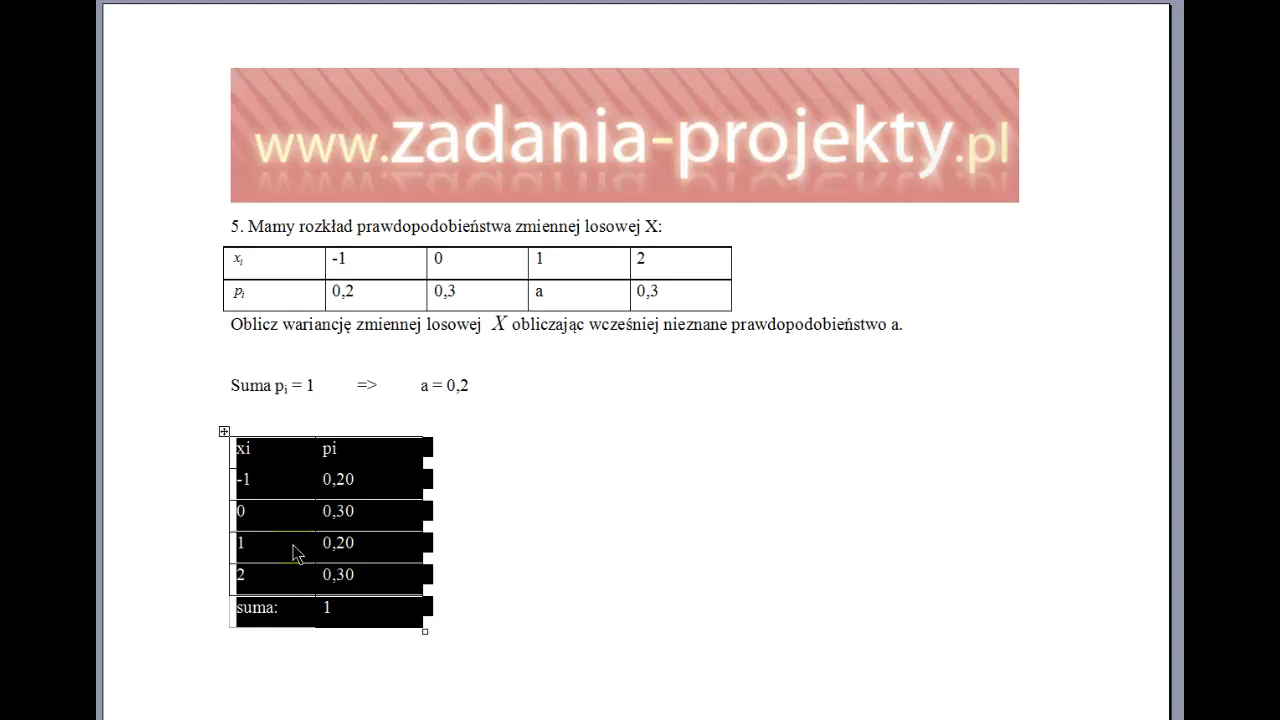 www.zadania-projekty.pl
5. Mamy rozkład prawdopodobieństwa zmiennej losowej X:
xi -1 0 1 2
pi 0,2 0,3 a 0,3
Oblicz wariancję zmiennej losowej X obliczając wcześniej nieznane prawdopodobieństwo a.
Suma pi = 1 => a = 0,2
xi pi
-1 0,20
0 0,30
1 0,20
2 0,30
suma: 1